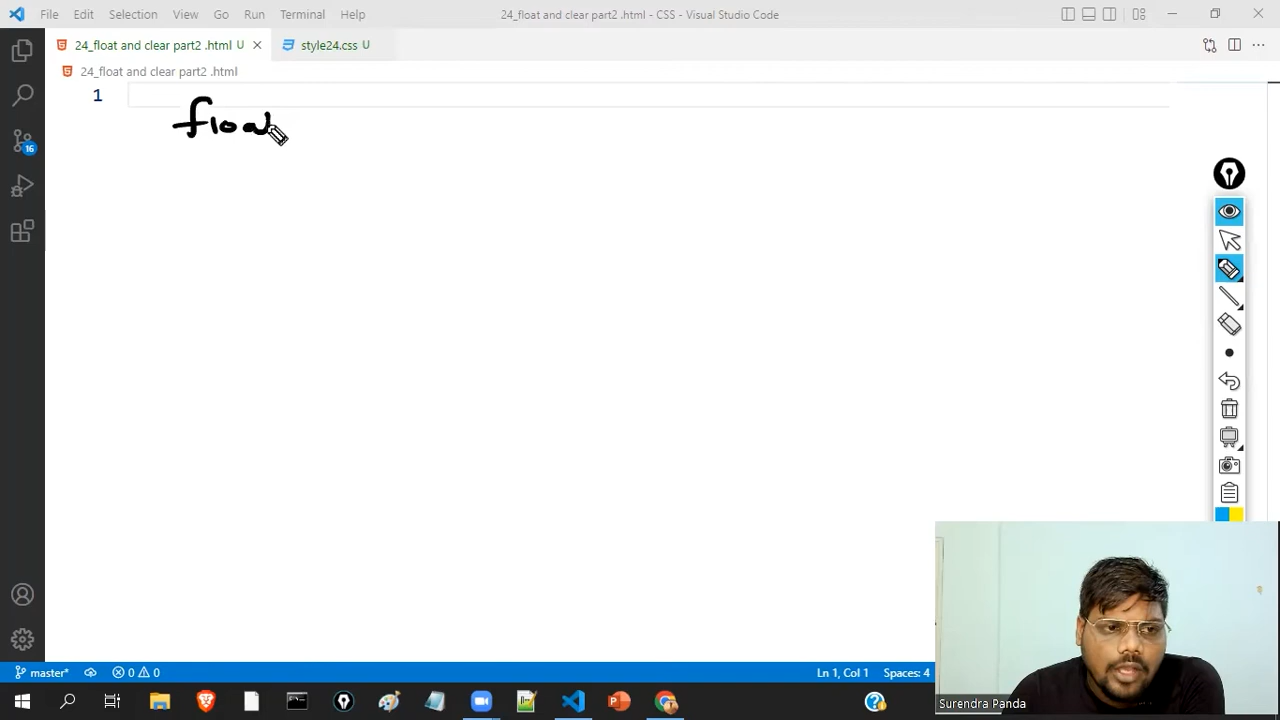 File Edit Selection View Go Run Terminal Help 24_float and clear part2 .html - CSS - Visual Studio Code
24_float and clear part2 .html U style24.css U
24_float and clear part2 .html
1
floa
16
master* 0 0 Ln 1, Col 1 Spaces: 4
Surendra Panda